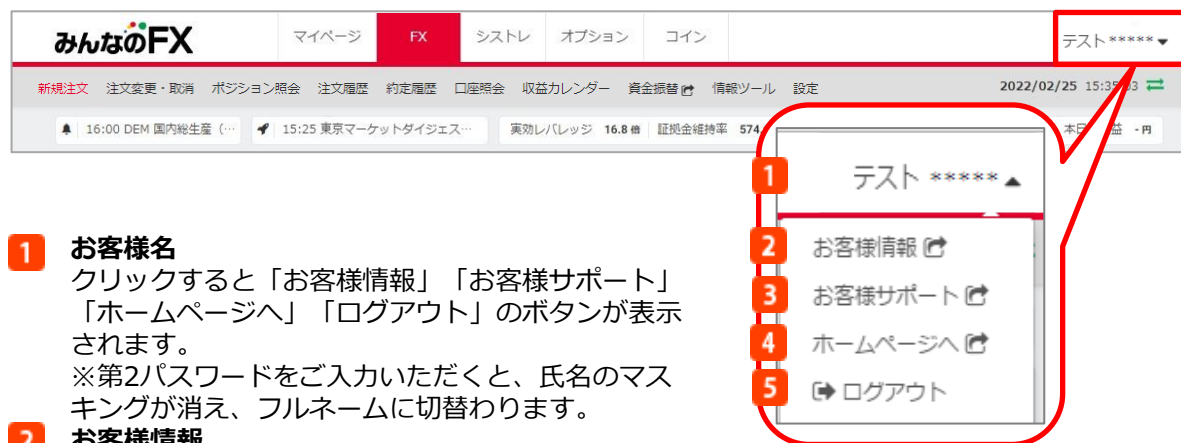 みんなのFX マイページ FX シストレ オプション コイン テスト*****▼
新規注文 注文変更・取消 ポジション照会 注文履歴 約定履歴 口座照会 収益カレンダー 資金振替 情報ツール 設定 2022/02/25 15:35
16:00 DEM 国内総生産 (… 15:25 東京マーケットダイジェス… 実効レバレッジ 16.8 倍 証拠金維持率 574 本日 益 - 円
1 テスト *****▲
2 お客様情報
3 お客様サポート
4 ホームページへ
5 ログアウト
1 お客様名
クリックすると「お客様情報」「お客様サポート」
「ホームページへ」「ログアウト」のボタンが表示
されます。
※第2パスワードをご入力いただくと、氏名のマス
キングが消え、フルネームに切替わります。
2 お客様情報